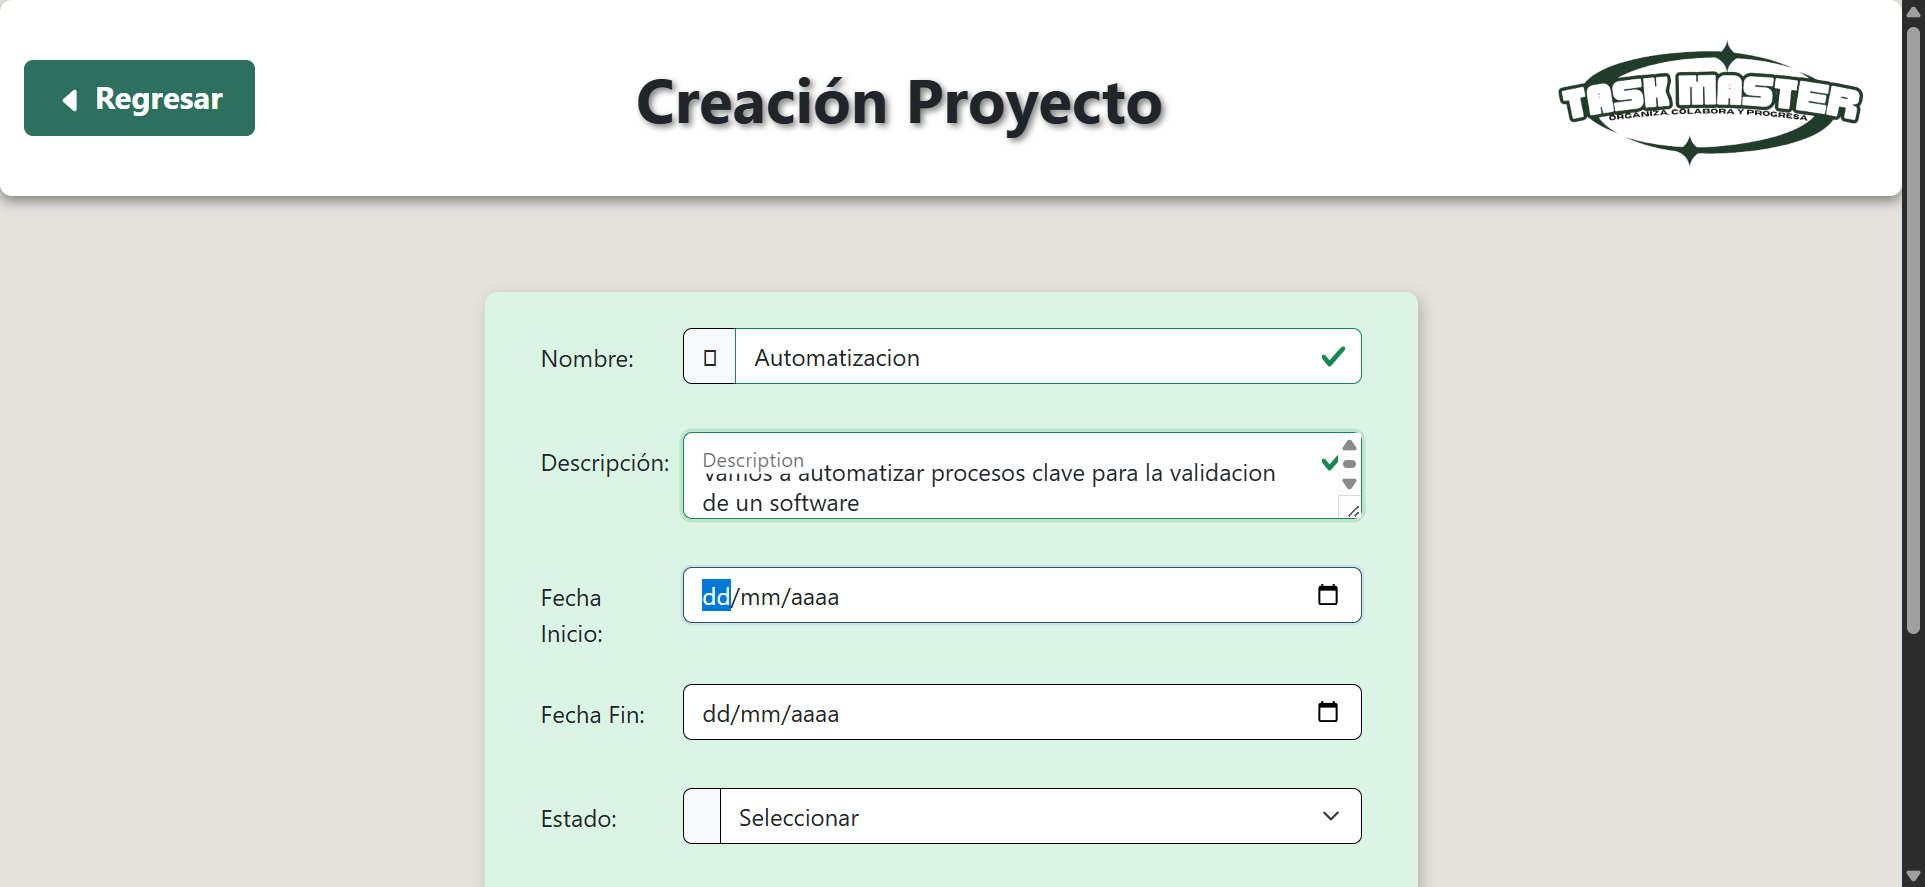 Regresar
Creación Proyecto
TASK MASTER
ORGANIZA, COLABORA Y PROGRESA
Nombre:
Automatizacion
Descripción:
Description
Vamos a automatizar procesos clave para la validacion
de un software
Fecha
Inicio:
dd/mm/aaaa
Fecha Fin:
dd/mm/aaaa
Estado:
Seleccionar